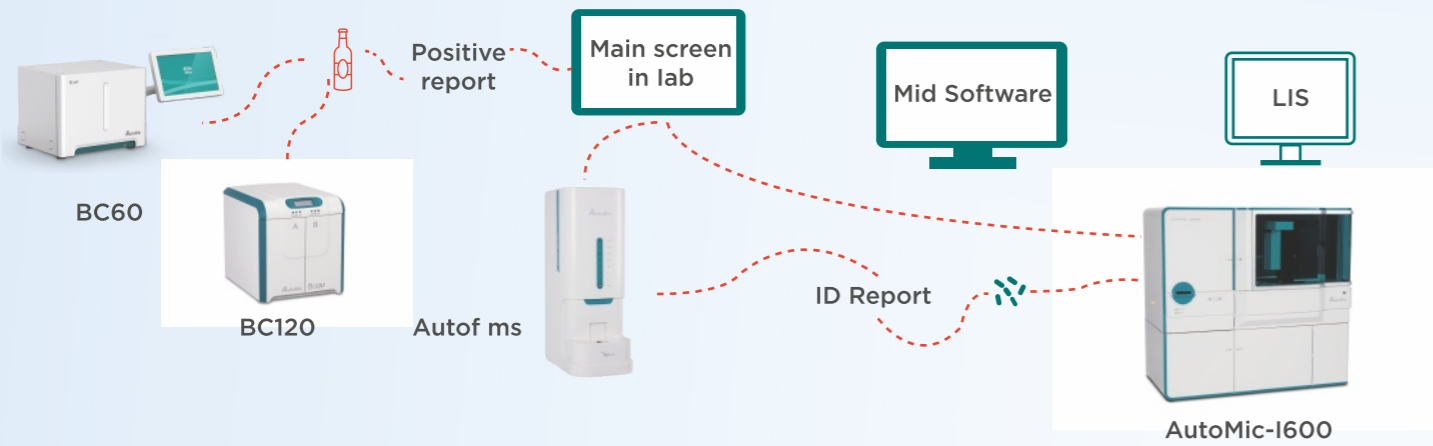 Positive
report
Main screen
in lab
Mid Software
LIS
BC60
A B
BC120
Autof ms
ID Report
AutoMic-I600